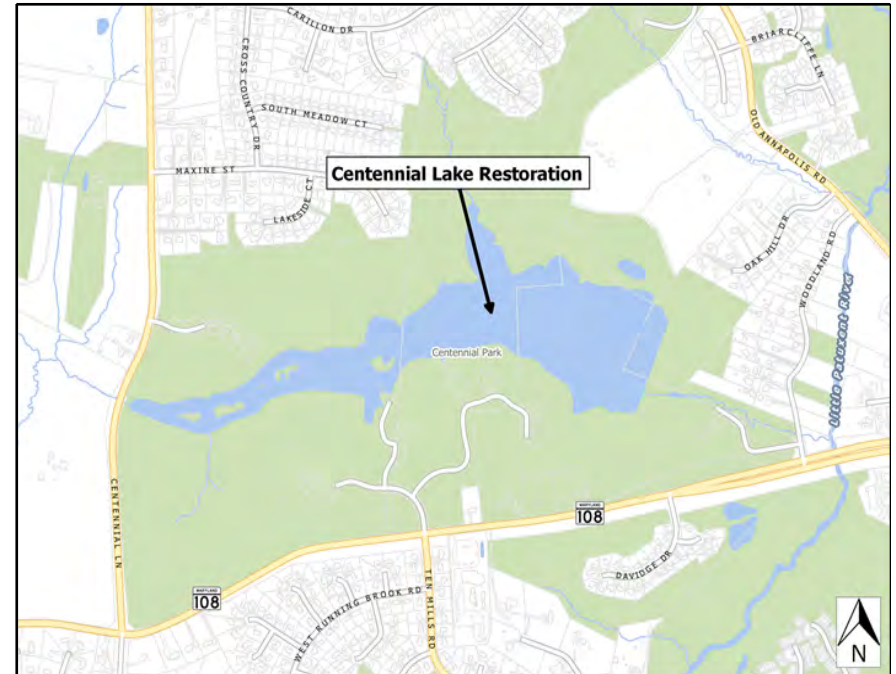 CARILLON DR
BRIARCLIFFE LN
CROSS COUNTRY DR
SOUTH MEADOW CT
OLD ANNAPOLIS RD
MAXINE ST
Centennial Lake Restoration
LAKESIDE CT
OAK HILL DR
WOODLAND RD
Little Patuxent River
Centennial Park
CENTENNIAL LN
MARYLAND
108
DAVIDGE DR
MARYLAND
108
TEN MILLS RD
WEST RUNNING BROOK RD
N